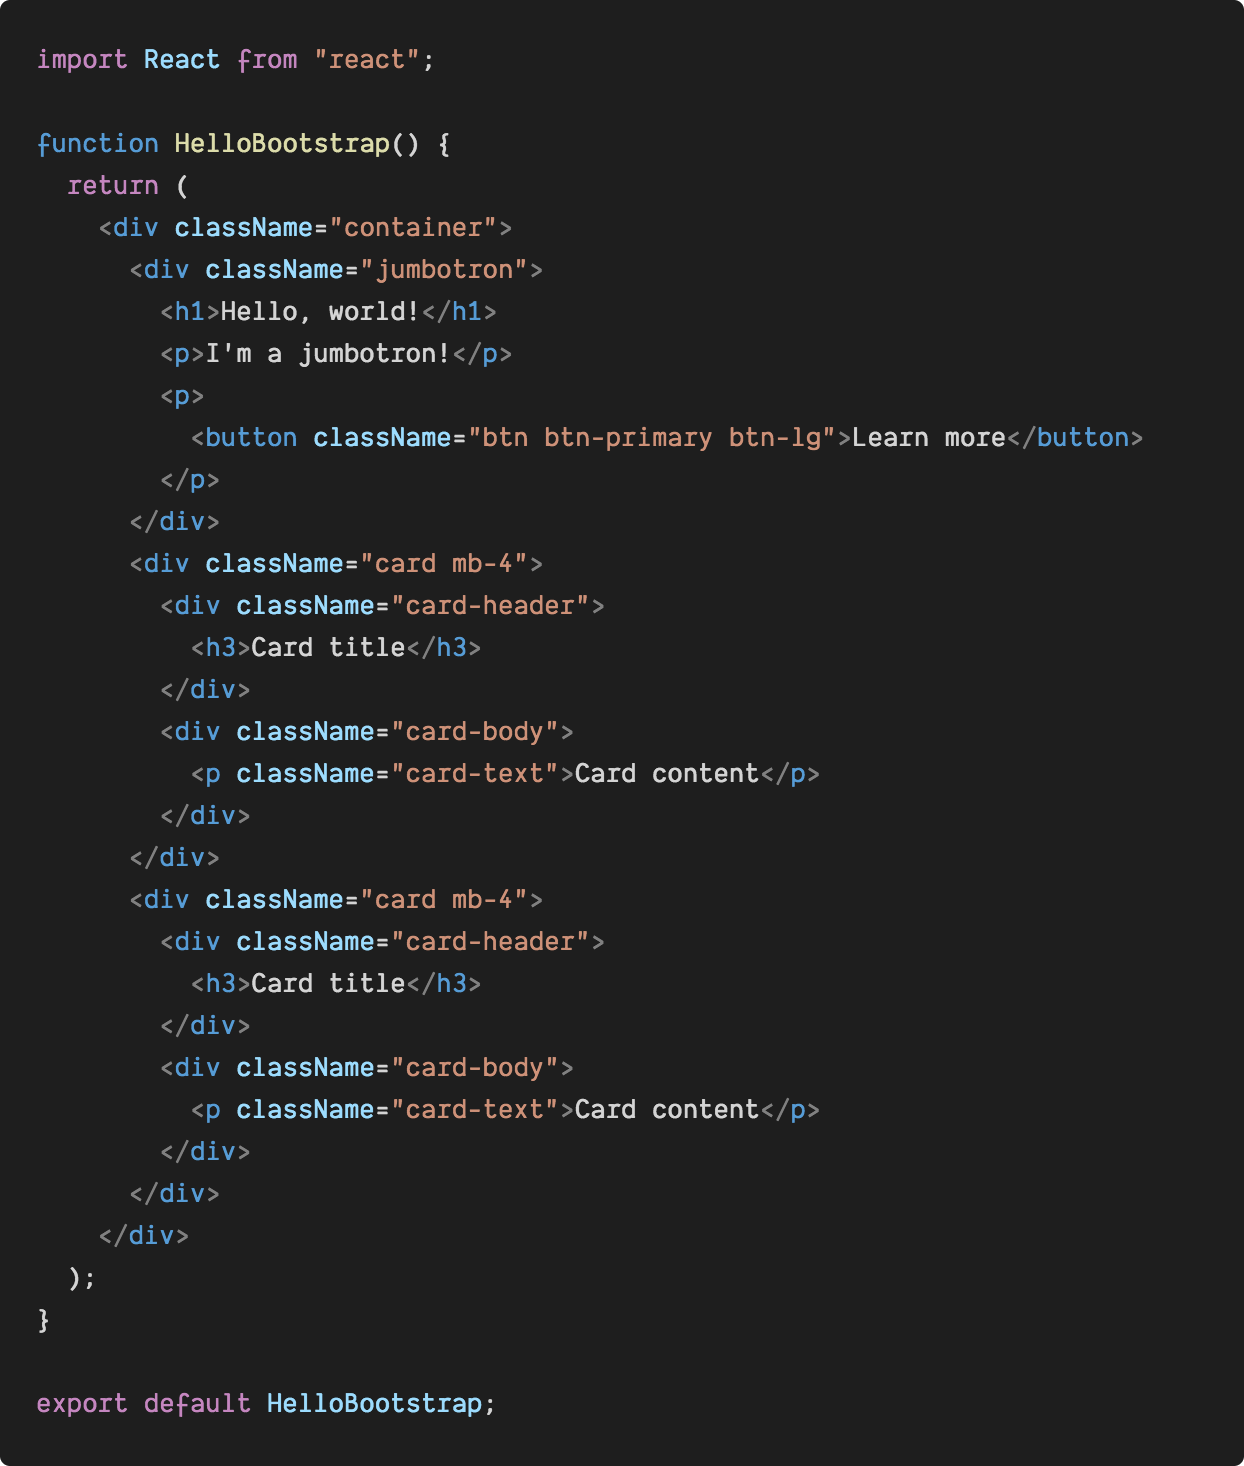 import React from "react";

function HelloBootstrap() {
  return (
    <div className="container">
      <div className="jumbotron">
        <h1>Hello, world!</h1>
        <p>I'm a jumbotron!</p>
        <p>
          <button className="btn btn-primary btn-lg">Learn more</button>
        </p>
      </div>
      <div className="card mb-4">
        <div className="card-header">
          <h3>Card title</h3>
        </div>
        <div className="card-body">
          <p className="card-text">Card content</p>
        </div>
      </div>
      <div className="card mb-4">
        <div className="card-header">
          <h3>Card title</h3>
        </div>
        <div className="card-body">
          <p className="card-text">Card content</p>
        </div>
      </div>
    </div>
  );
}

export default HelloBootstrap;